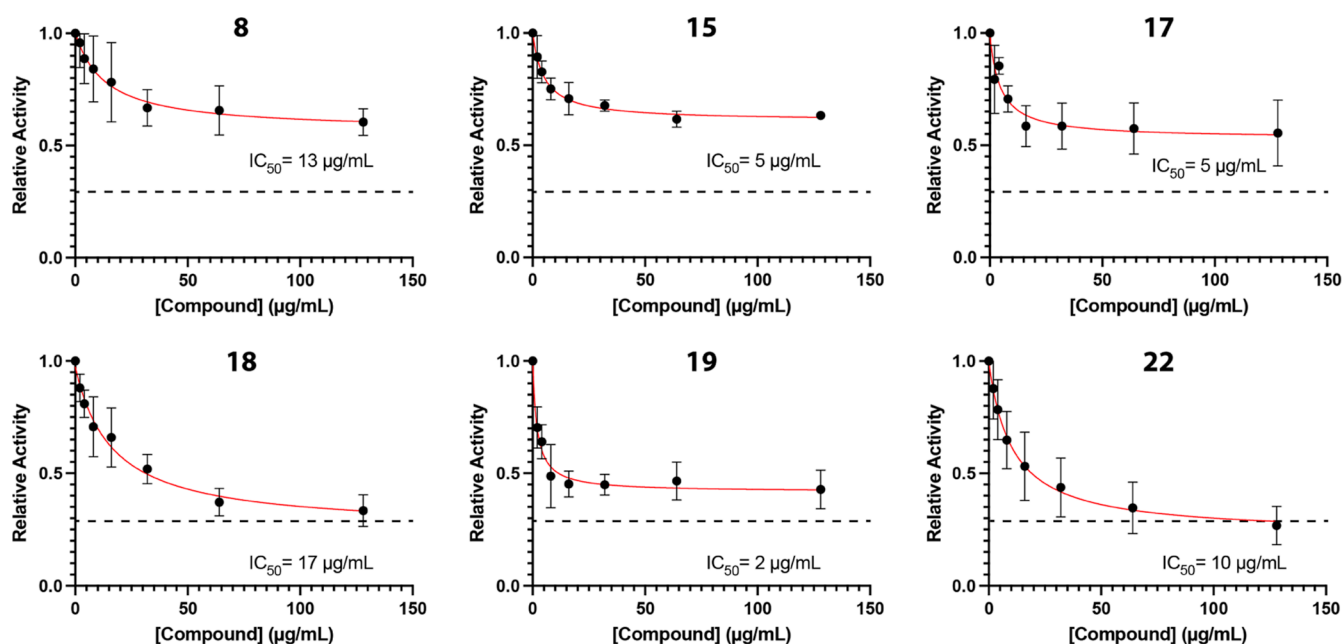 8
Relative Activity
1.0
0.5
0.0
IC50= 13 µg/mL
0
50
100
150
[Compound] (µg/mL)
15
Relative Activity
1.0
0.5
0.0
IC50= 5 µg/mL
0
50
100
150
[Compound] (µg/mL)
17
Relative Activity
1.0
0.5
0.0
IC50= 5 µg/mL
0
50
100
150
[Compound] (µg/mL)
18
Relative Activity
1.0
0.5
0.0
IC50= 17 µg/mL
0
50
100
150
[Compound] (µg/mL)
19
Relative Activity
1.0
0.5
0.0
IC50= 2 µg/mL
0
50
100
150
[Compound] (µg/mL)
22
Relative Activity
1.0
0.5
0.0
IC50= 10 µg/mL
0
50
100
150
[Compound] (µg/mL)